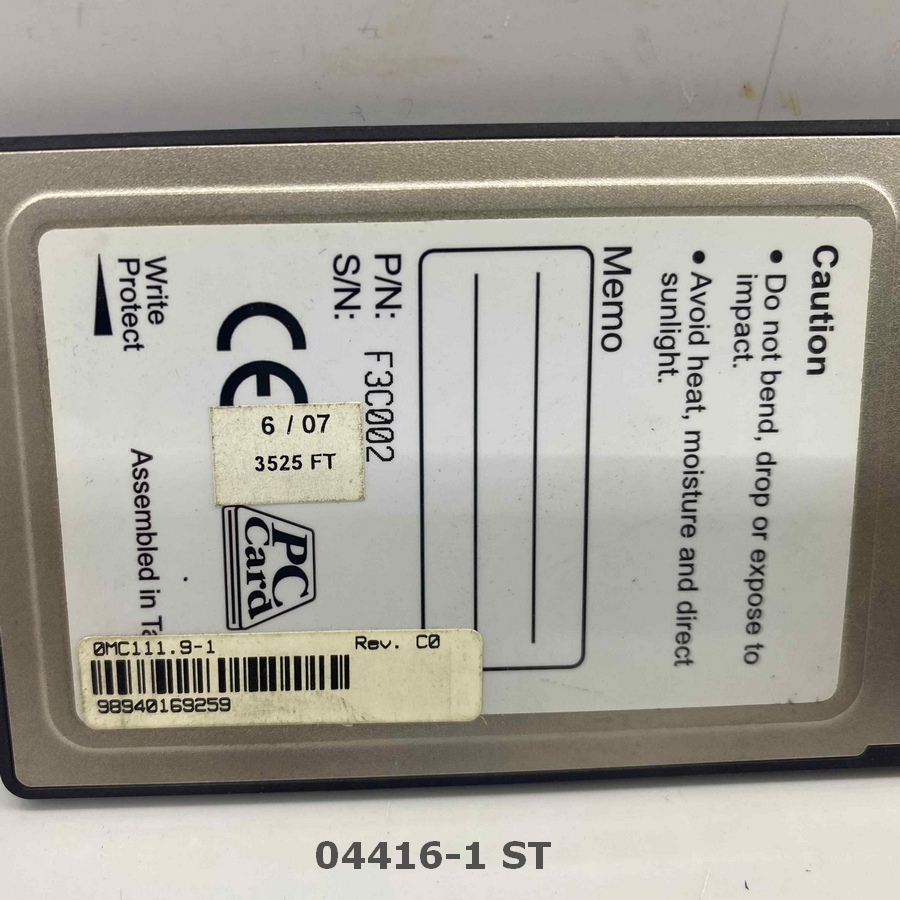 Caution
• Do not bend, drop or expose to
impact.
• Avoid heat, moisture and direct
sunlight.
Memo
P/N: F3C002
S/N:
CE
6 / 07
3525 FT
PC
Card
Write
Protect
Assembled in
0MC111.9-1 Rev. C0
98940169259
04416-1 ST